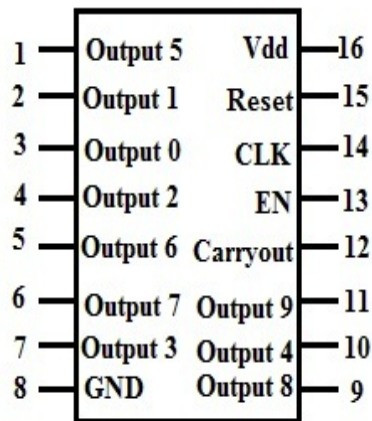 1 Output 5 Vdd 16
2 Output 1 Reset 15
3 Output 0 CLK 14
4 Output 2 EN 13
5 Output 6 Carryout 12
6 Output 7 Output 9 11
7 Output 3 Output 4 10
8 GND Output 8 9